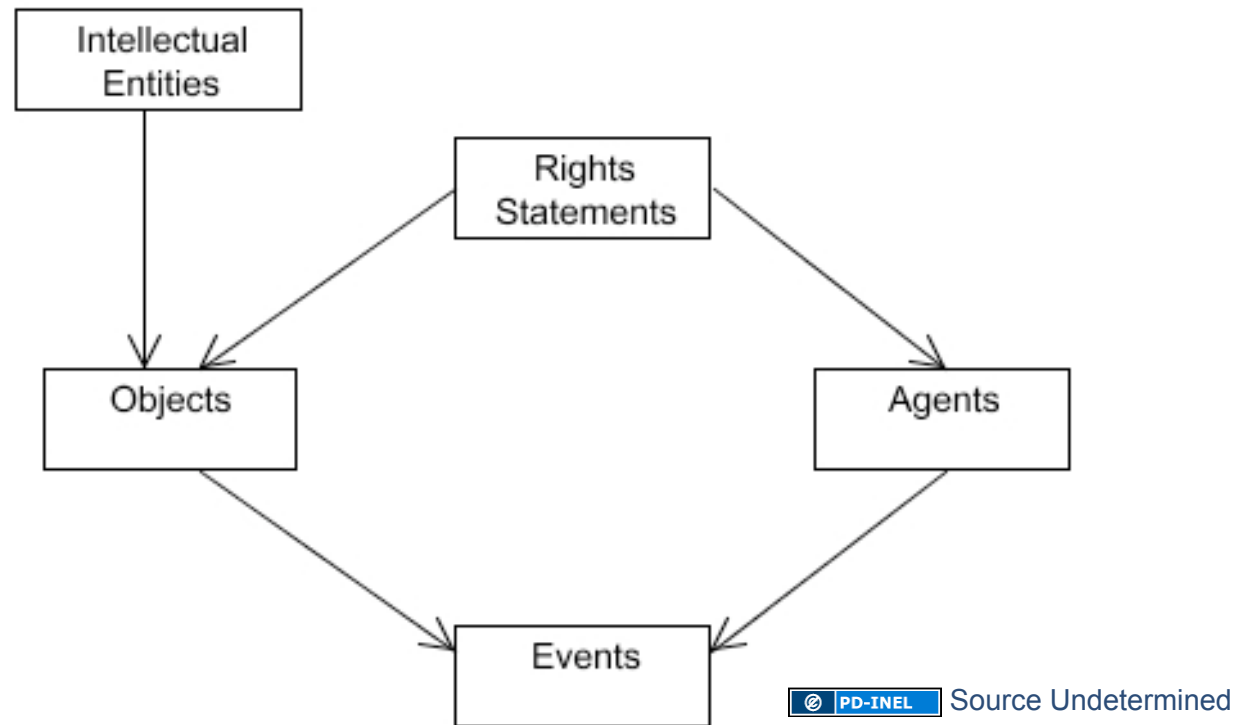 Intellectual
Entities
Rights
Statements
Objects
Agents
Events
PD-INEL Source Undetermined